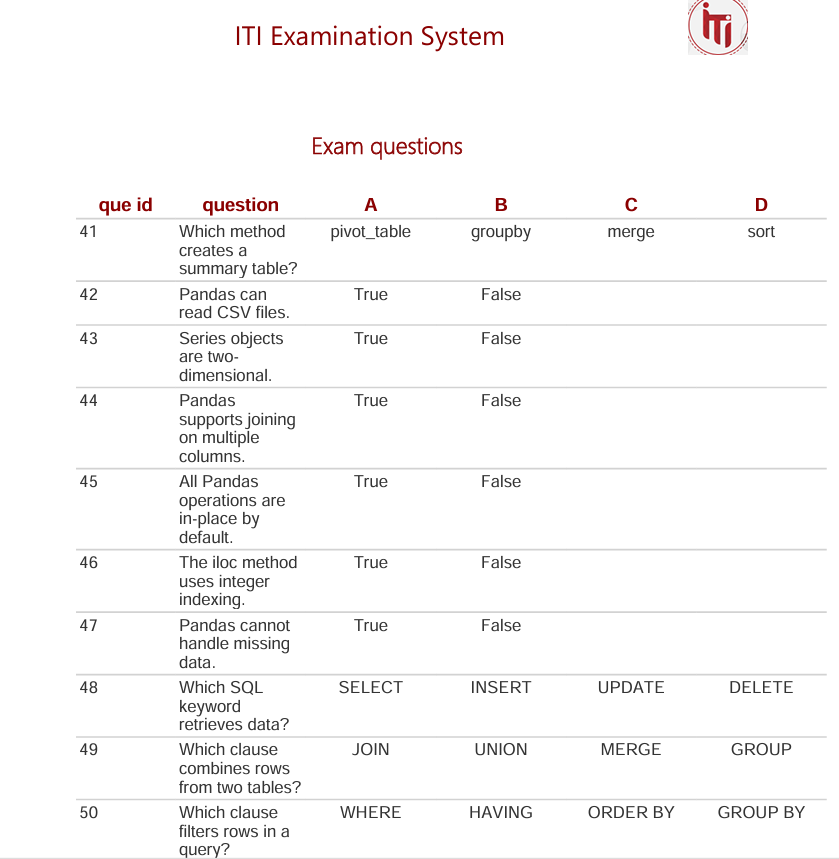 ITI Examination System
iTi
Exam questions
que id question A B C D
41 Which method pivot_table groupby merge sort
creates a
summary table?
42 Pandas can True False
read CSV files.
43 Series objects True False
are two-
dimensional.
44 Pandas True False
supports joining
on multiple
columns.
45 All Pandas True False
operations are
in-place by
default.
46 The iloc method True False
uses integer
indexing.
47 Pandas cannot True False
handle missing
data.
48 Which SQL SELECT INSERT UPDATE DELETE
keyword
retrieves data?
49 Which clause JOIN UNION MERGE GROUP
combines rows
from two tables?
50 Which clause WHERE HAVING ORDER BY GROUP BY
filters rows in a
query?